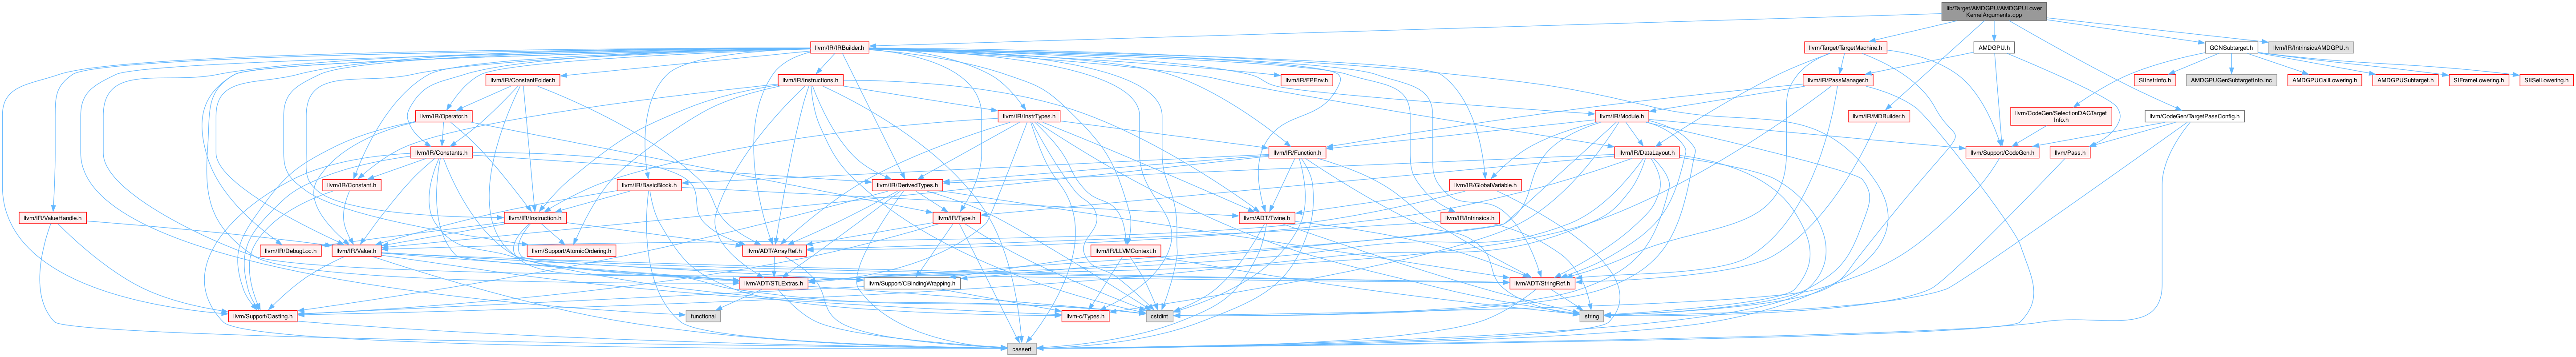 lib/Target/AMDGPU/AMDGPULower
KernelArguments.cpp
llvm/IR/IRBuilder.h
llvm/Target/TargetMachine.h
AMDGPU.h
GCNSubtarget.h
llvm/IR/IntrinsicsAMDGPU.h
llvm/IR/ConstantFolder.h
llvm/IR/Instructions.h
llvm/IR/FPEnv.h
llvm/IR/PassManager.h
SIInstrInfo.h
AMDGPUGenSubtargetInfo.inc
AMDGPUCallLowering.h
AMDGPUSubtarget.h
SIFrameLowering.h
SIISelLowering.h
llvm/IR/Operator.h
llvm/IR/InstrTypes.h
llvm/IR/Module.h
llvm/IR/MDBuilder.h
llvm/CodeGen/SelectionDAGTarget
Info.h
llvm/CodeGen/TargetPassConfig.h
llvm/IR/Constants.h
llvm/IR/Function.h
llvm/IR/DataLayout.h
llvm/Support/CodeGen.h
llvm/Pass.h
llvm/IR/Constant.h
llvm/IR/BasicBlock.h
llvm/IR/DerivedTypes.h
llvm/IR/GlobalVariable.h
llvm/IR/ValueHandle.h
llvm/IR/Instruction.h
llvm/IR/Type.h
llvm/ADT/Twine.h
llvm/IR/Intrinsics.h
llvm/IR/DebugLoc.h
llvm/IR/Value.h
llvm/Support/AtomicOrdering.h
llvm/ADT/ArrayRef.h
llvm/IR/LLVMContext.h
llvm/ADT/STLExtras.h
llvm/Support/CBindingWrapping.h
llvm/ADT/StringRef.h
llvm/Support/Casting.h
functional
llvm-c/Types.h
cstdint
string
cassert